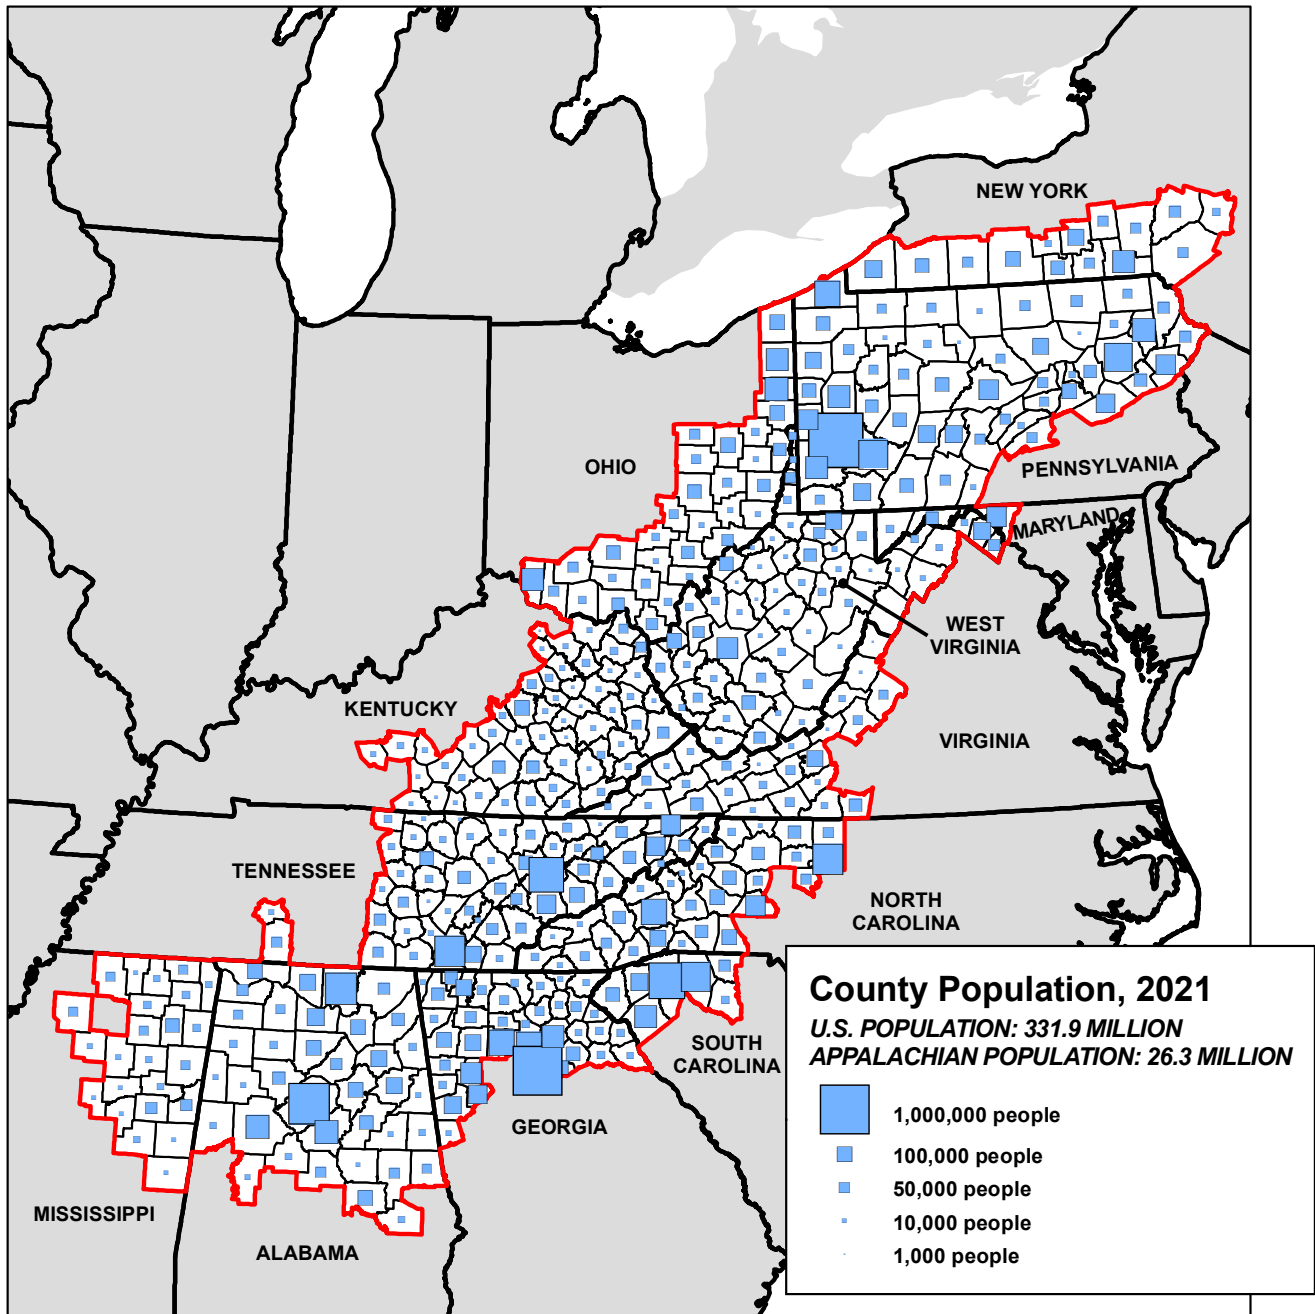 NEW YORK
OHIO
PENNSYLVANIA
MARYLAND
WEST
VIRGINIA
KENTUCKY
VIRGINIA
TENNESSEE
NORTH
CAROLINA
SOUTH
CAROLINA
GEORGIA
MISSISSIPPI
ALABAMA
County Population, 2021
U.S. POPULATION: 331.9 MILLION
APPALACHIAN POPULATION: 26.3 MILLION
1,000,000 people
100,000 people
50,000 people
10,000 people
1,000 people